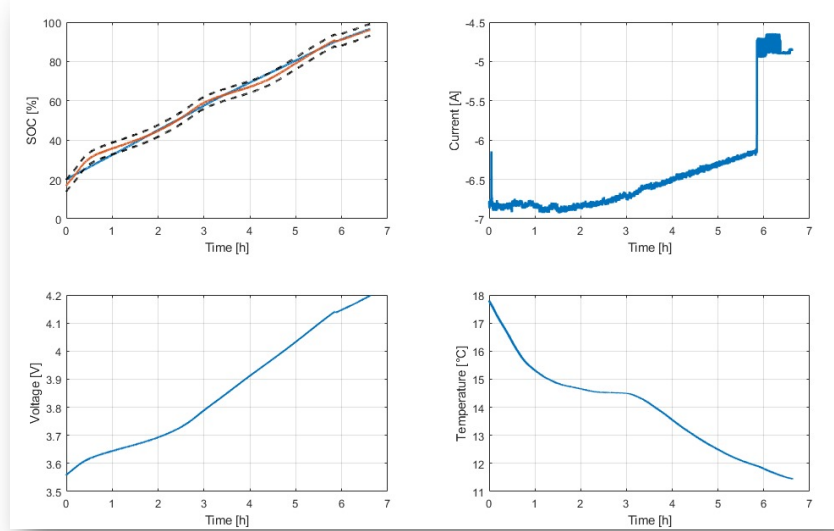 100
80
60
40
20
0
SOC [%]
0 1 2 3 4 5 6 7
Time [h]
-4.5
-5
-5.5
-6
-6.5
-7
Current [A]
0 1 2 3 4 5 6 7
Time [h]
4.2
4.1
4
3.9
3.8
3.7
3.6
3.5
Voltage [V]
0 1 2 3 4 5 6 7
Time [h]
18
17
16
15
14
13
12
11
Temperature [°C]
0 1 2 3 4 5 6 7
Time [h]